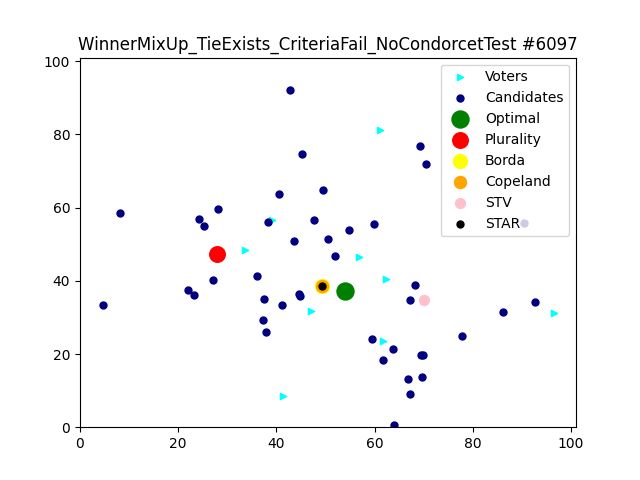 WinnerMixUp_TieExists_CriteriaFail_NoCondorcetTest #6097
100
80
60
40
20
0
0 20 40 60 80 100
Voters
Candidates
Optimal
Plurality
Borda
Copeland
STV
STAR